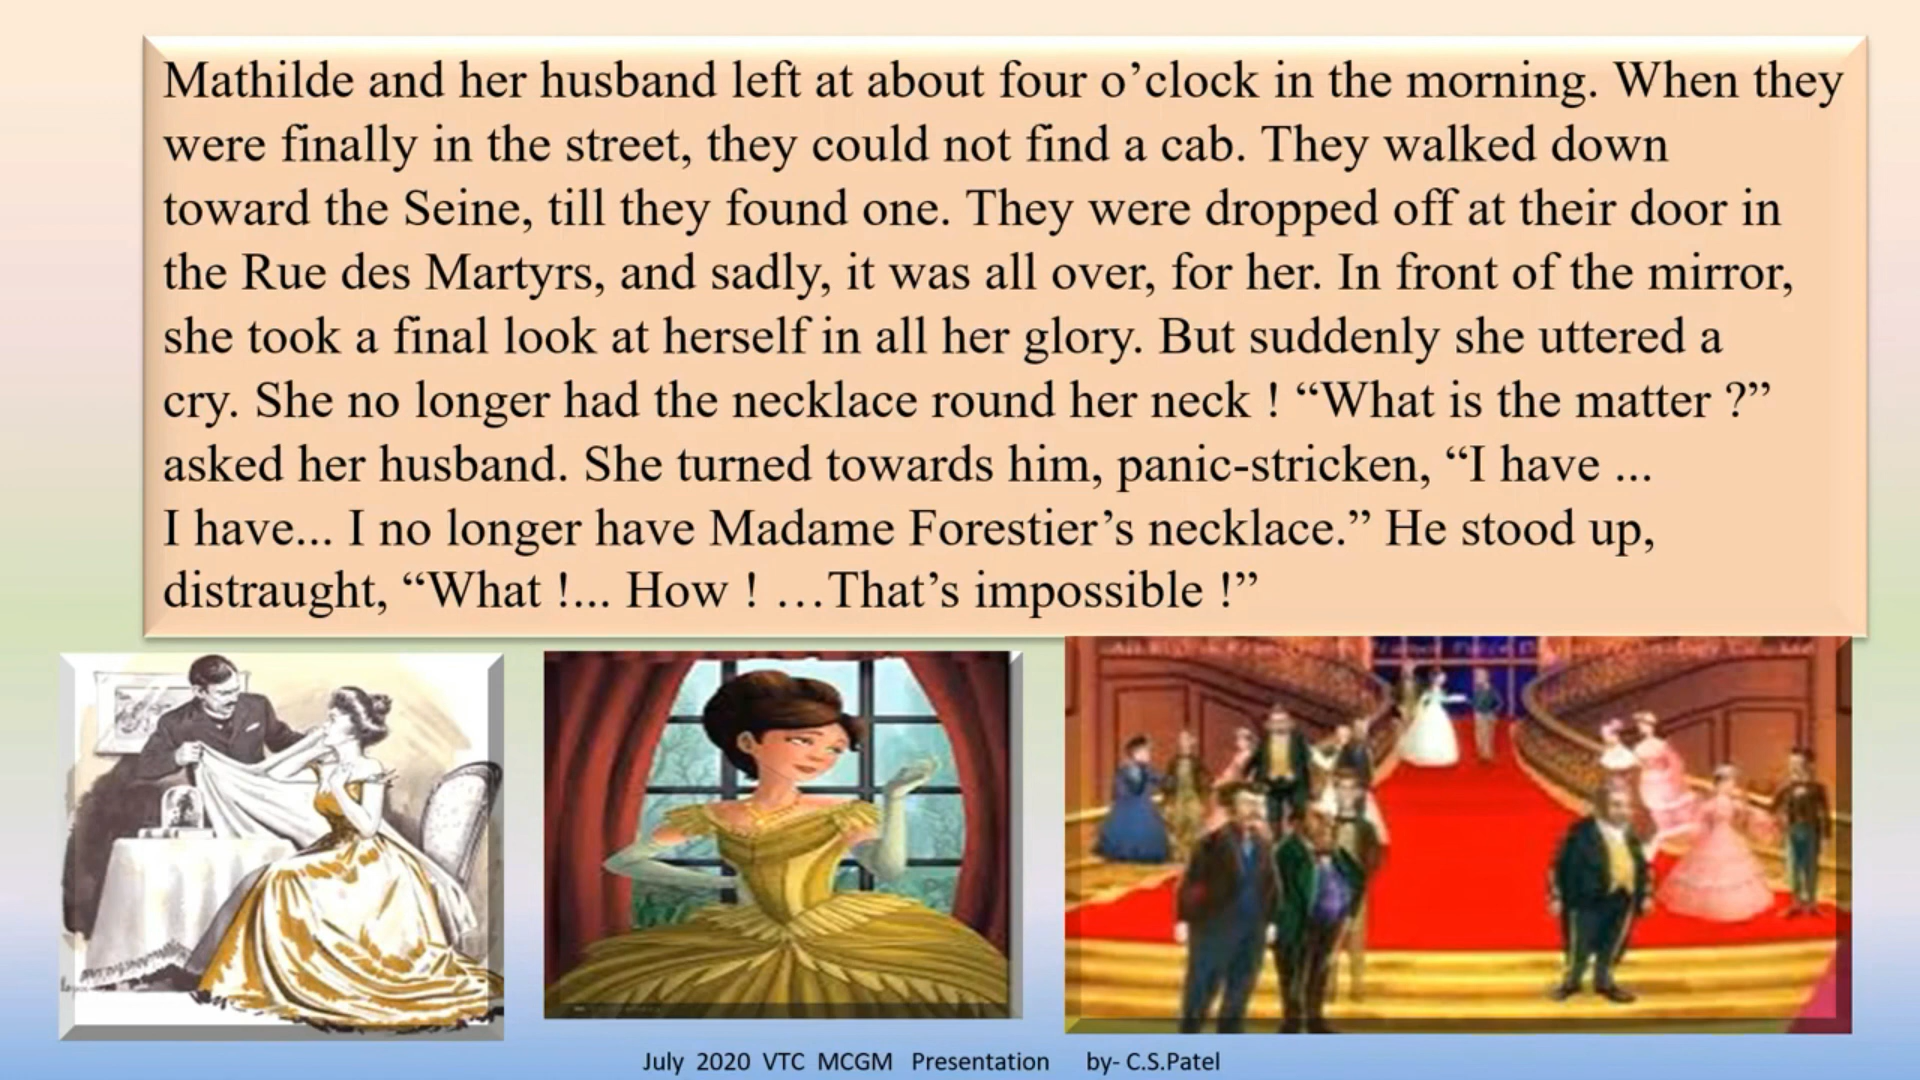 Mathilde and her husband left at about four o’clock in the morning. When they
were finally in the street, they could not find a cab. They walked down
toward the Seine, till they found one. They were dropped off at their door in
the Rue des Martyrs, and sadly, it was all over, for her. In front of the mirror,
she took a final look at herself in all her glory. But suddenly she uttered a
cry. She no longer had the necklace round her neck ! “What is the matter ?”
asked her husband. She turned towards him, panic-stricken, “I have ...
I have... I no longer have Madame Forestier’s necklace.” He stood up,
distraught, “What !... How ! …That’s impossible !”
July 2020 VTC MCGM Presentation by- C.S.Patel